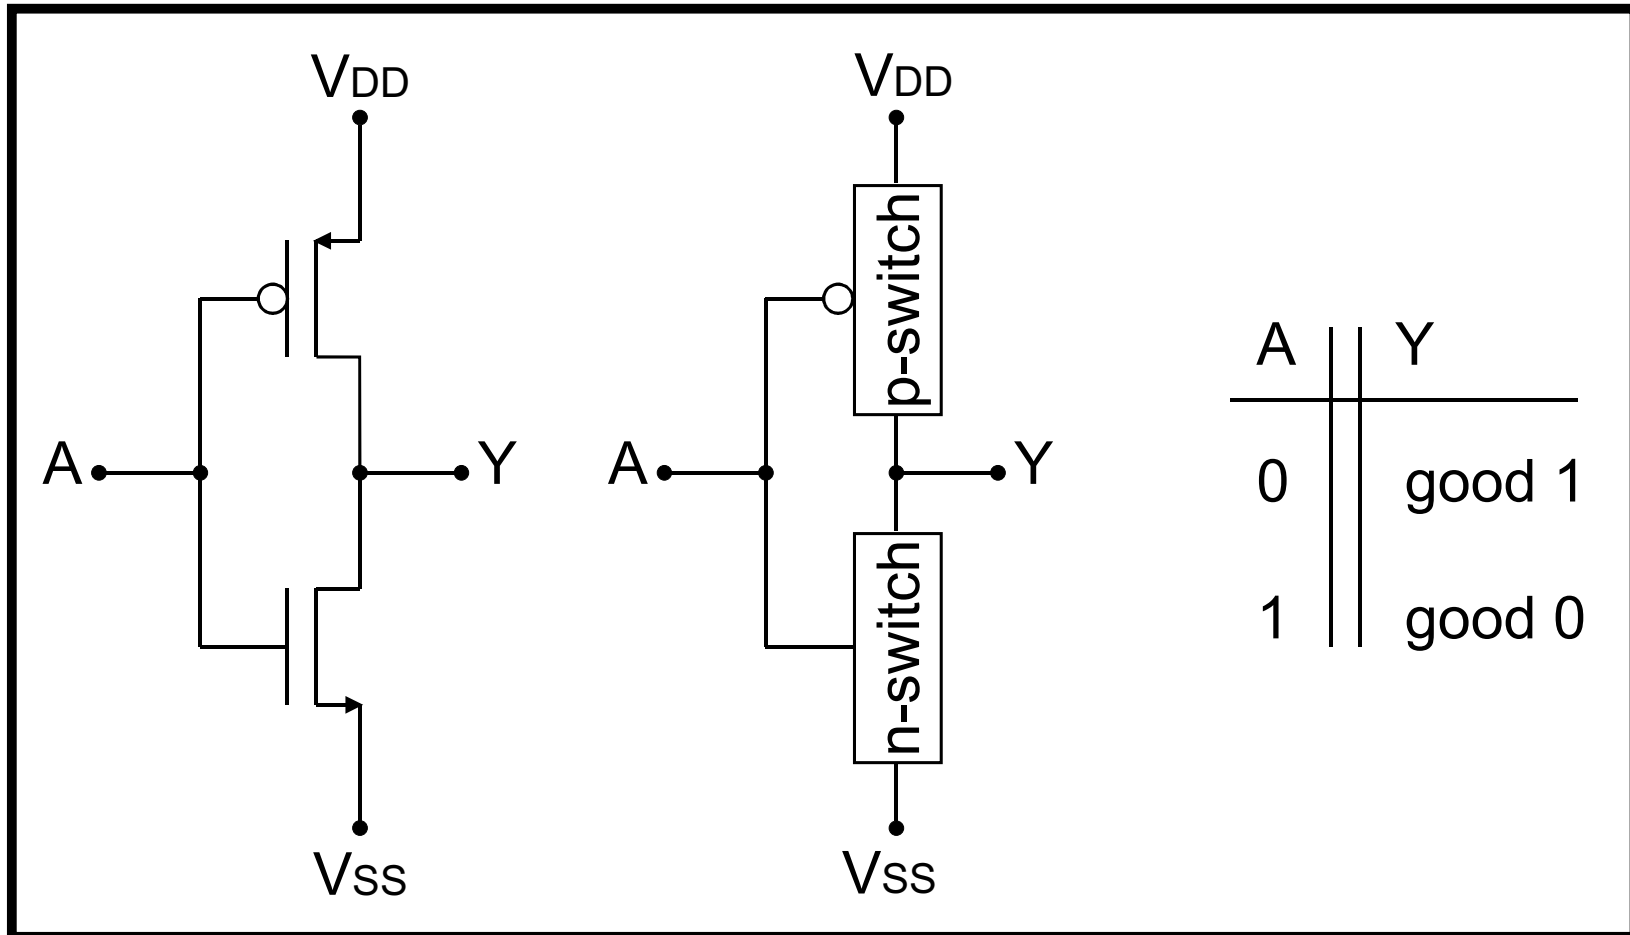 VDD
A
Y
VSS
VDD
p-switch
A
Y
n-switch
VSS
A Y
0 good 1
1 good 0